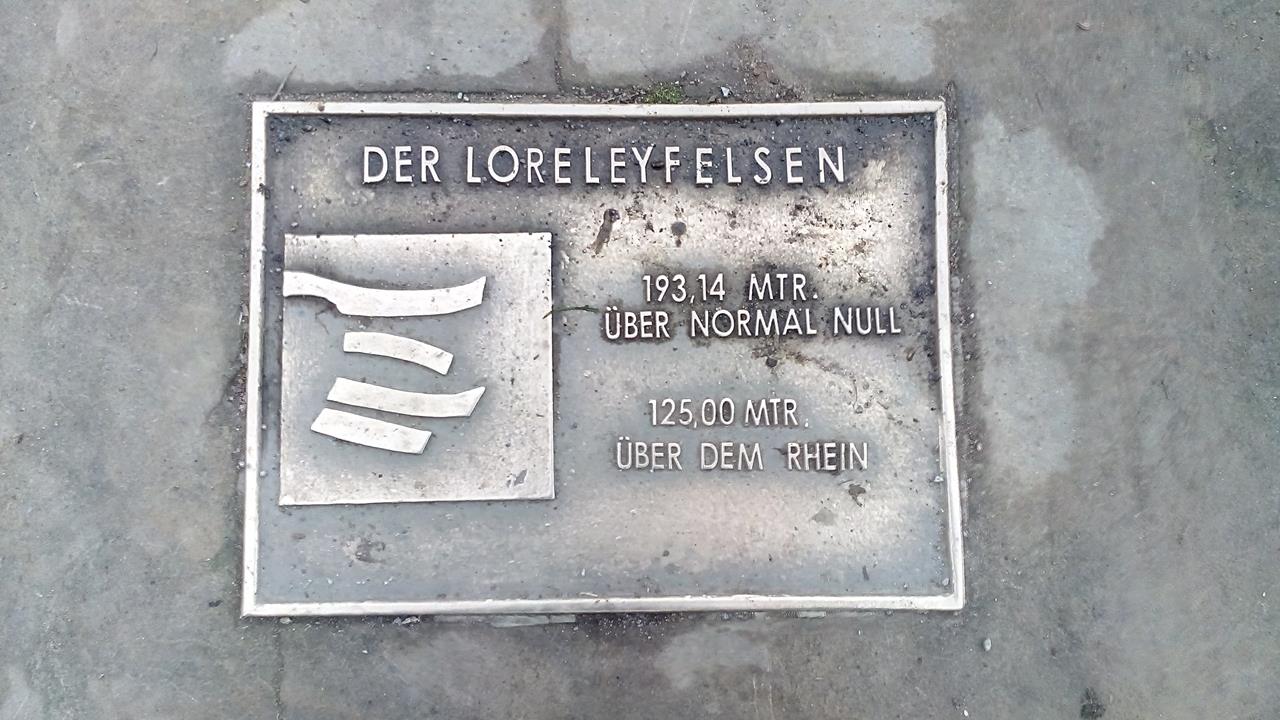 DER LORELEYFELSEN
193,14 MTR.
ÜBER NORMAL NULL
125,00 MTR.
ÜBER DEM RHEIN